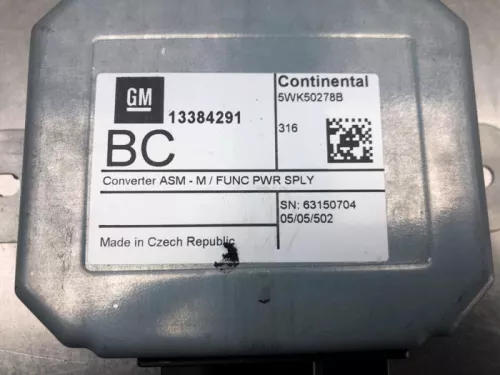 GM
13384291
BC
Converter ASM - M / FUNC PWR SPLY
Made in Czech Republic
Continental
5WK50278B
316
SN: 63150704
05/05/502